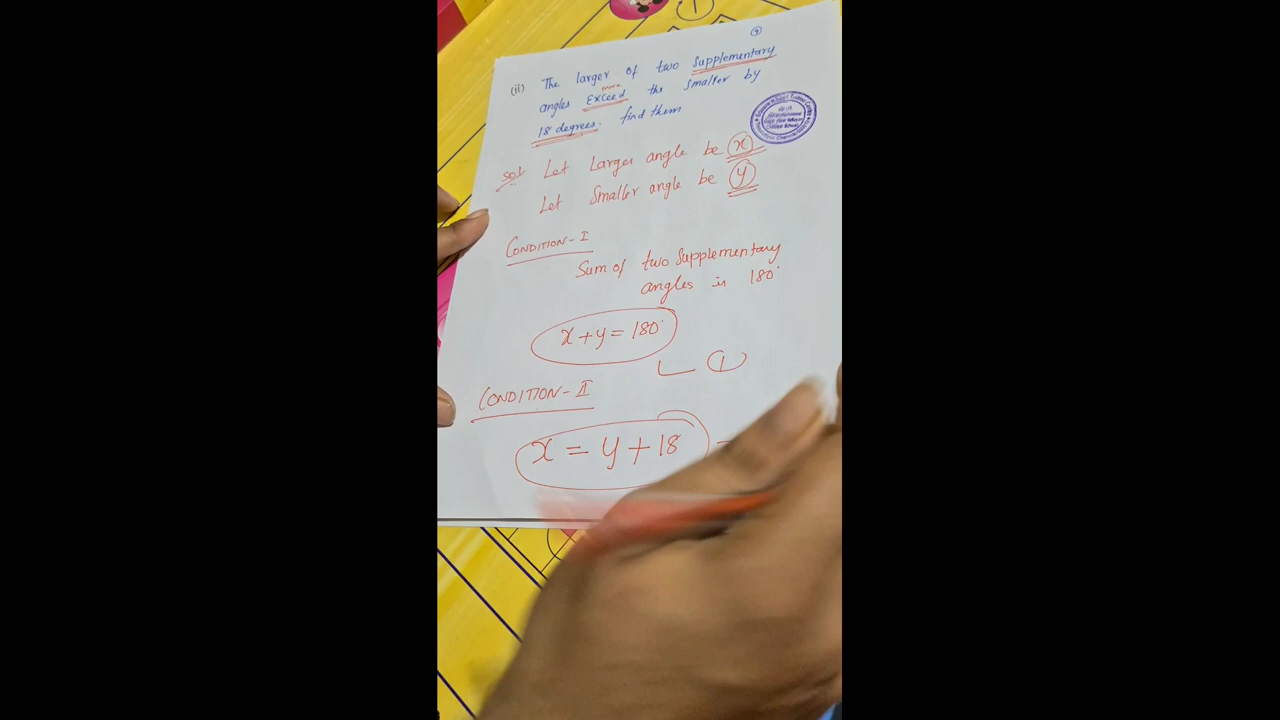 (ii) The larger of two supplementary
more
angles Exceed the smaller by
18 degrees. find them
Sol Let Larger angle be x
Let Smaller angle be y
CONDITION-I
Sum of two supplementary
angles is 180°
x+y=180°
1
CONDITION-II
x = y+18